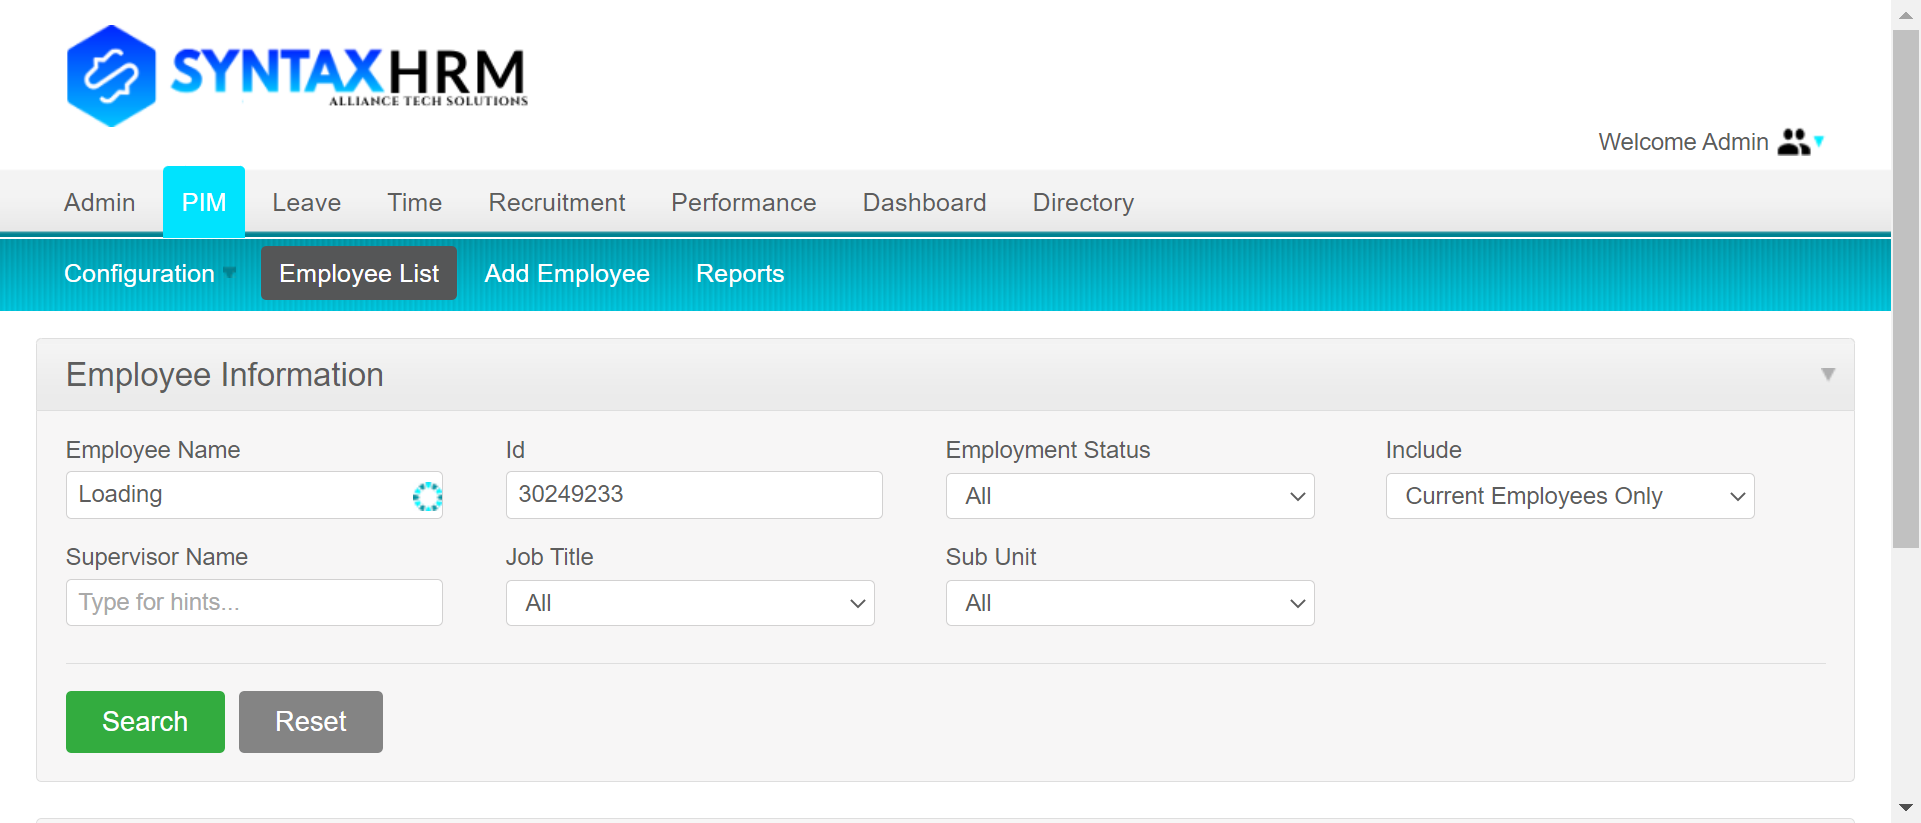 SYNTAXHRM
ALLIANCE TECH SOLUTIONS
Welcome Admin
Admin PIM Leave Time Recruitment Performance Dashboard Directory
Configuration Employee List Add Employee Reports
Employee Information
Employee Name Id Employment Status Include
Loading 30249233 All Current Employees Only
Supervisor Name Job Title Sub Unit
Type for hints... All All
Search Reset